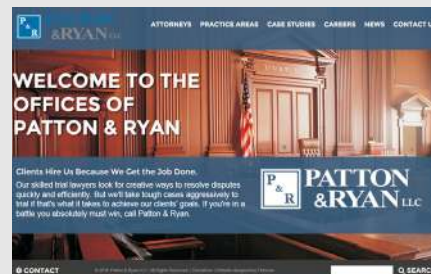 P & R
&RYAN LLC
ATTORNEYS PRACTICE AREAS CASE STUDIES CAREERS NEWS CONTACT U
WELCOME TO THE
OFFICES OF
PATTON & RYAN
Clients Hire Us Because We Get the Job Done.
Our skilled trial lawyers look for creative ways to resolve disputes
quickly and efficiently. But we'll take tough cases aggressively to
trial if that's what it takes to achieve our clients' goals. If you're in a
battle you absolutely must win, call Patton & Ryan.
P & R
PATTON
&RYAN LLC
CONTACT
SEARC